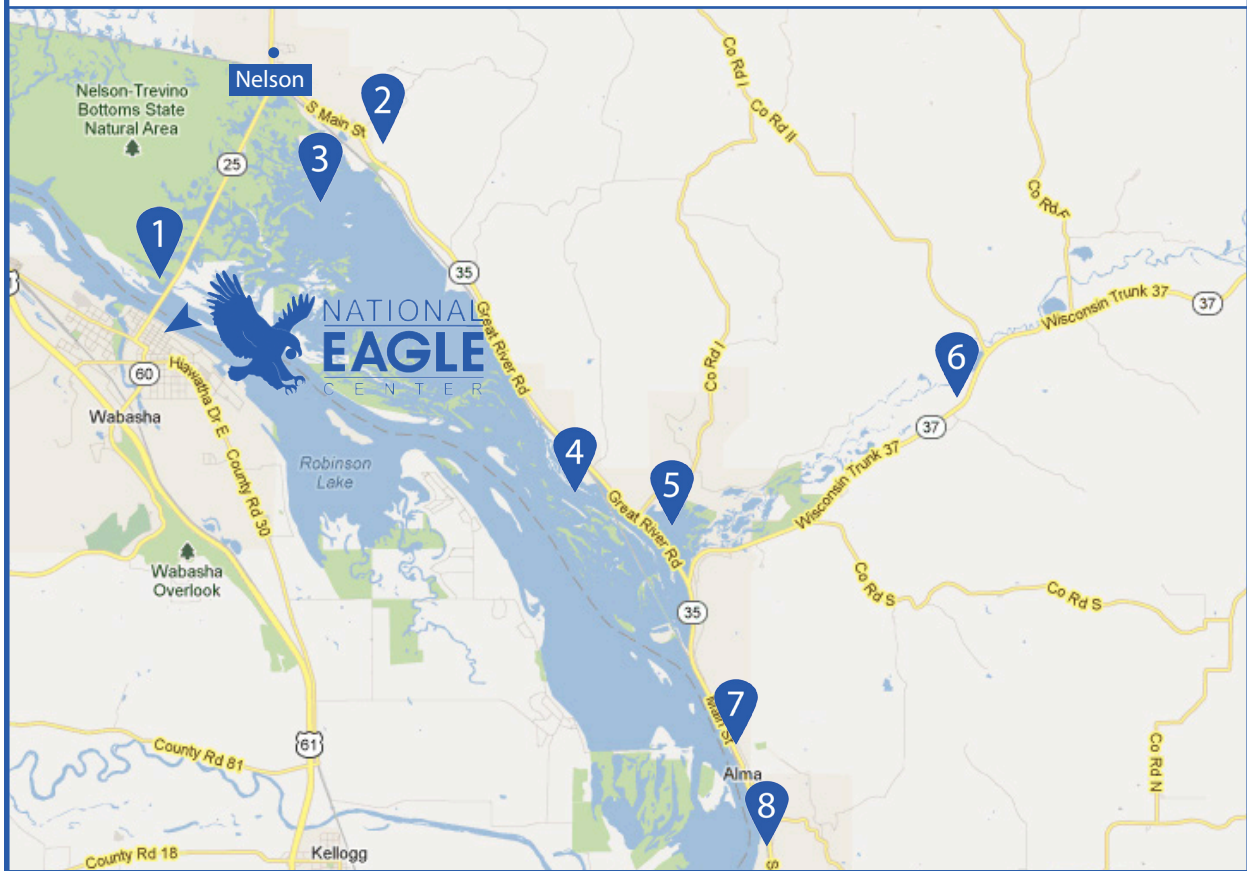 Nelson
Nelson-Trevino
Bottoms State
Natural Area
S Main St
2
3
25
1
Co Rd I
Co Rd II
Co Rd F
35
NATIONAL
EAGLE
CENTER
Great River Rd
Wisconsin Trunk 37
37
60
Hiawatha Dr E
County Rd 30
Wabasha
Robinson
Lake
Co Rd I
6
37
Wisconsin Trunk 37
4
5
Great River Rd
Wabasha
Overlook
Co Rd S
Co Rd S
35
7
Main St
Alma
8
S
61
County Rd 81
Co Rd N
County Rd 18
Kellogg